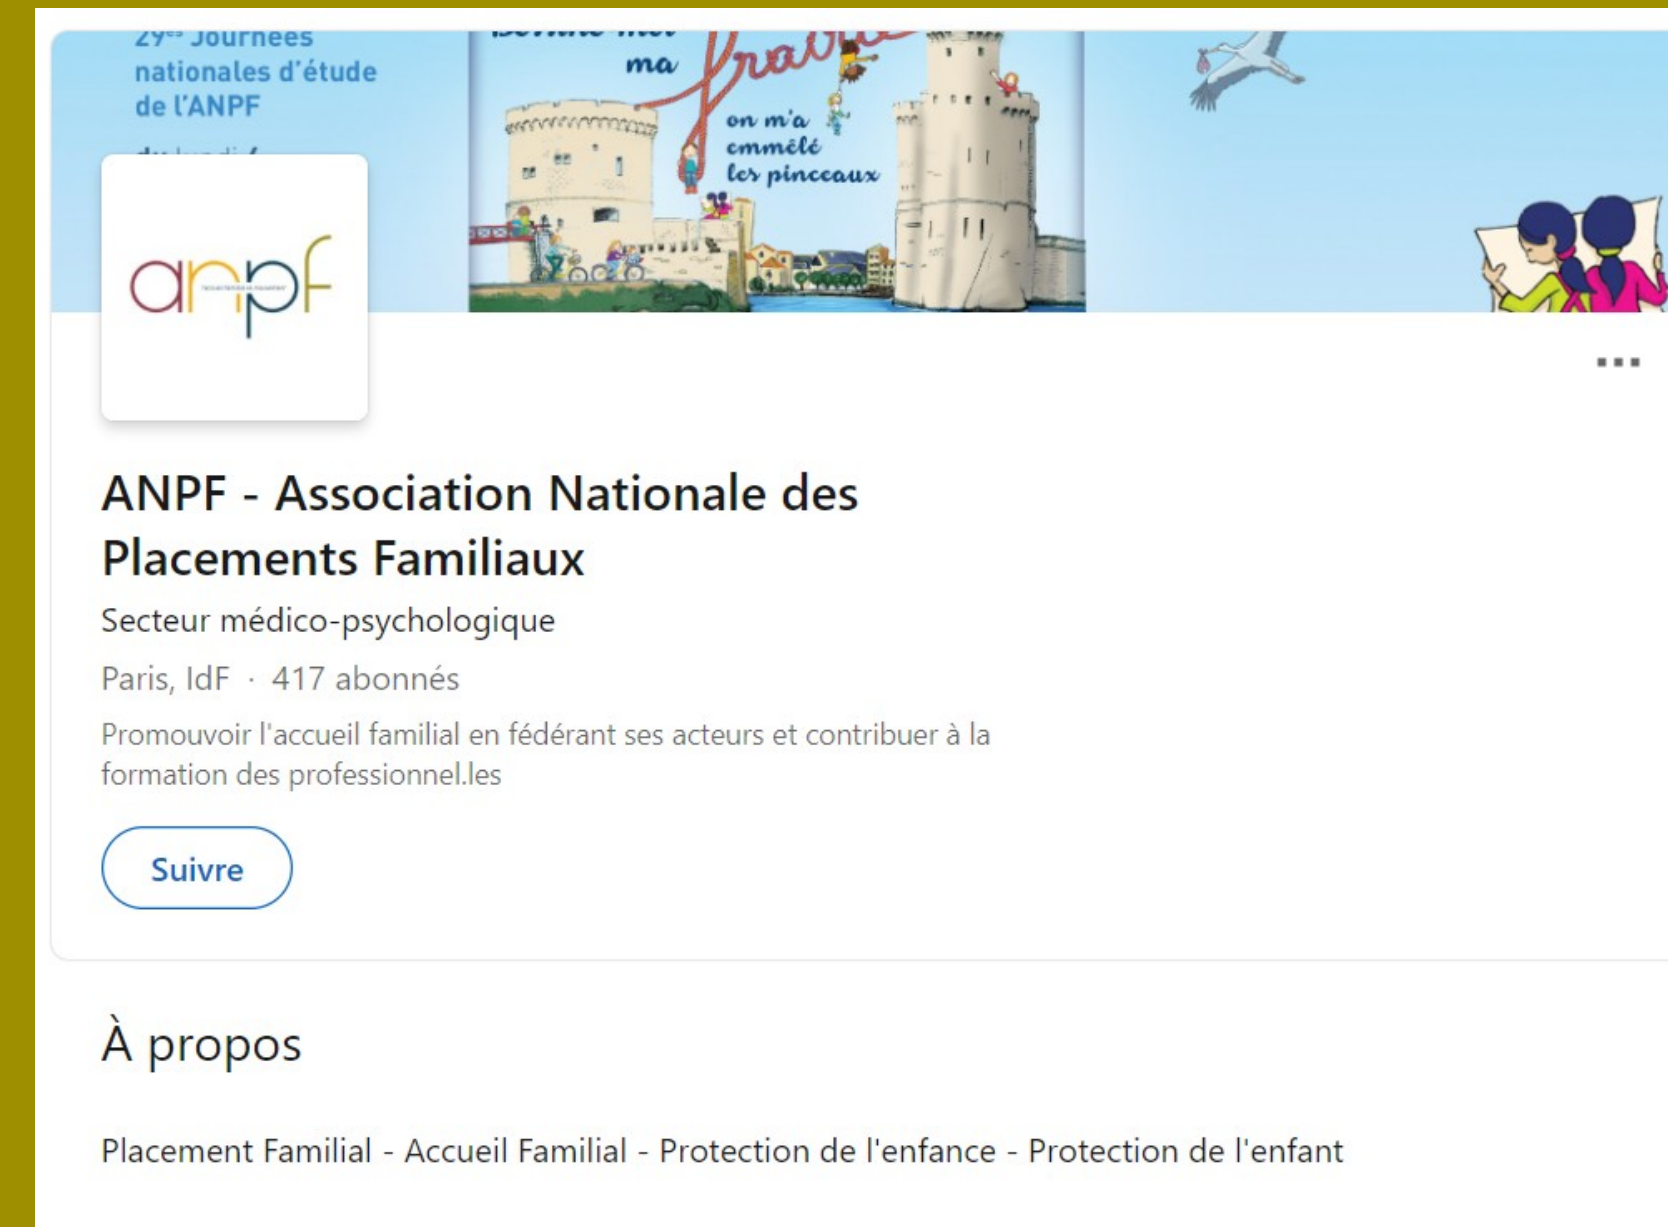 29es Journées
nationales d'étude
de l'ANPF
ma fratrie
on m'a
emmêlé
les pinceaux
anpf
ANPF - Association Nationale des
Placements Familiaux
Secteur médico-psychologique
Paris, IdF · 417 abonnés
Promouvoir l'accueil familial en fédérant ses acteurs et contribuer à la
formation des professionnel.les
Suivre
À propos
Placement Familial - Accueil Familial - Protection de l'enfance - Protection de l'enfant